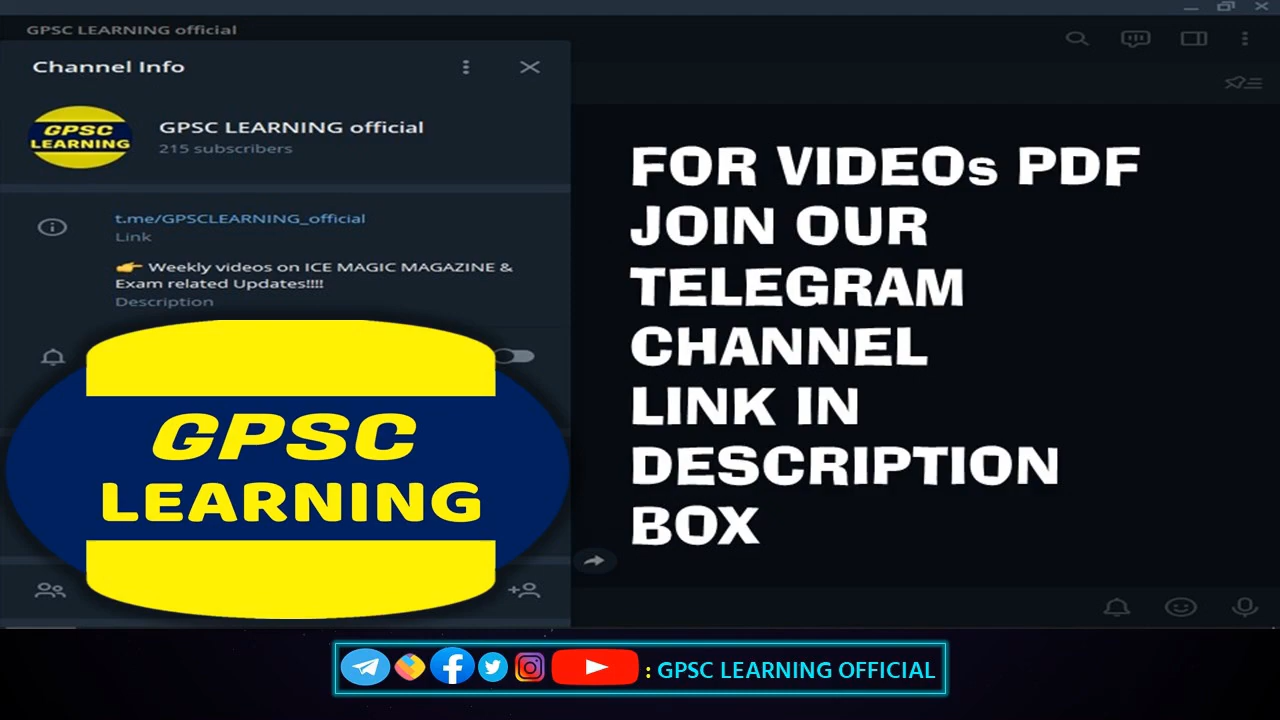 GPSC LEARNING official
Channel Info
GPSC
LEARNING
GPSC LEARNING official
215 subscribers
t.me/GPSCLEARNING_official
Link
👉 Weekly videos on ICE MAGIC MAGAZINE &
Exam related Updates!!!!
Description
GPSC
LEARNING
FOR VIDEOs PDF
JOIN OUR
TELEGRAM
CHANNEL
LINK IN
DESCRIPTION
BOX
: GPSC LEARNING OFFICIAL